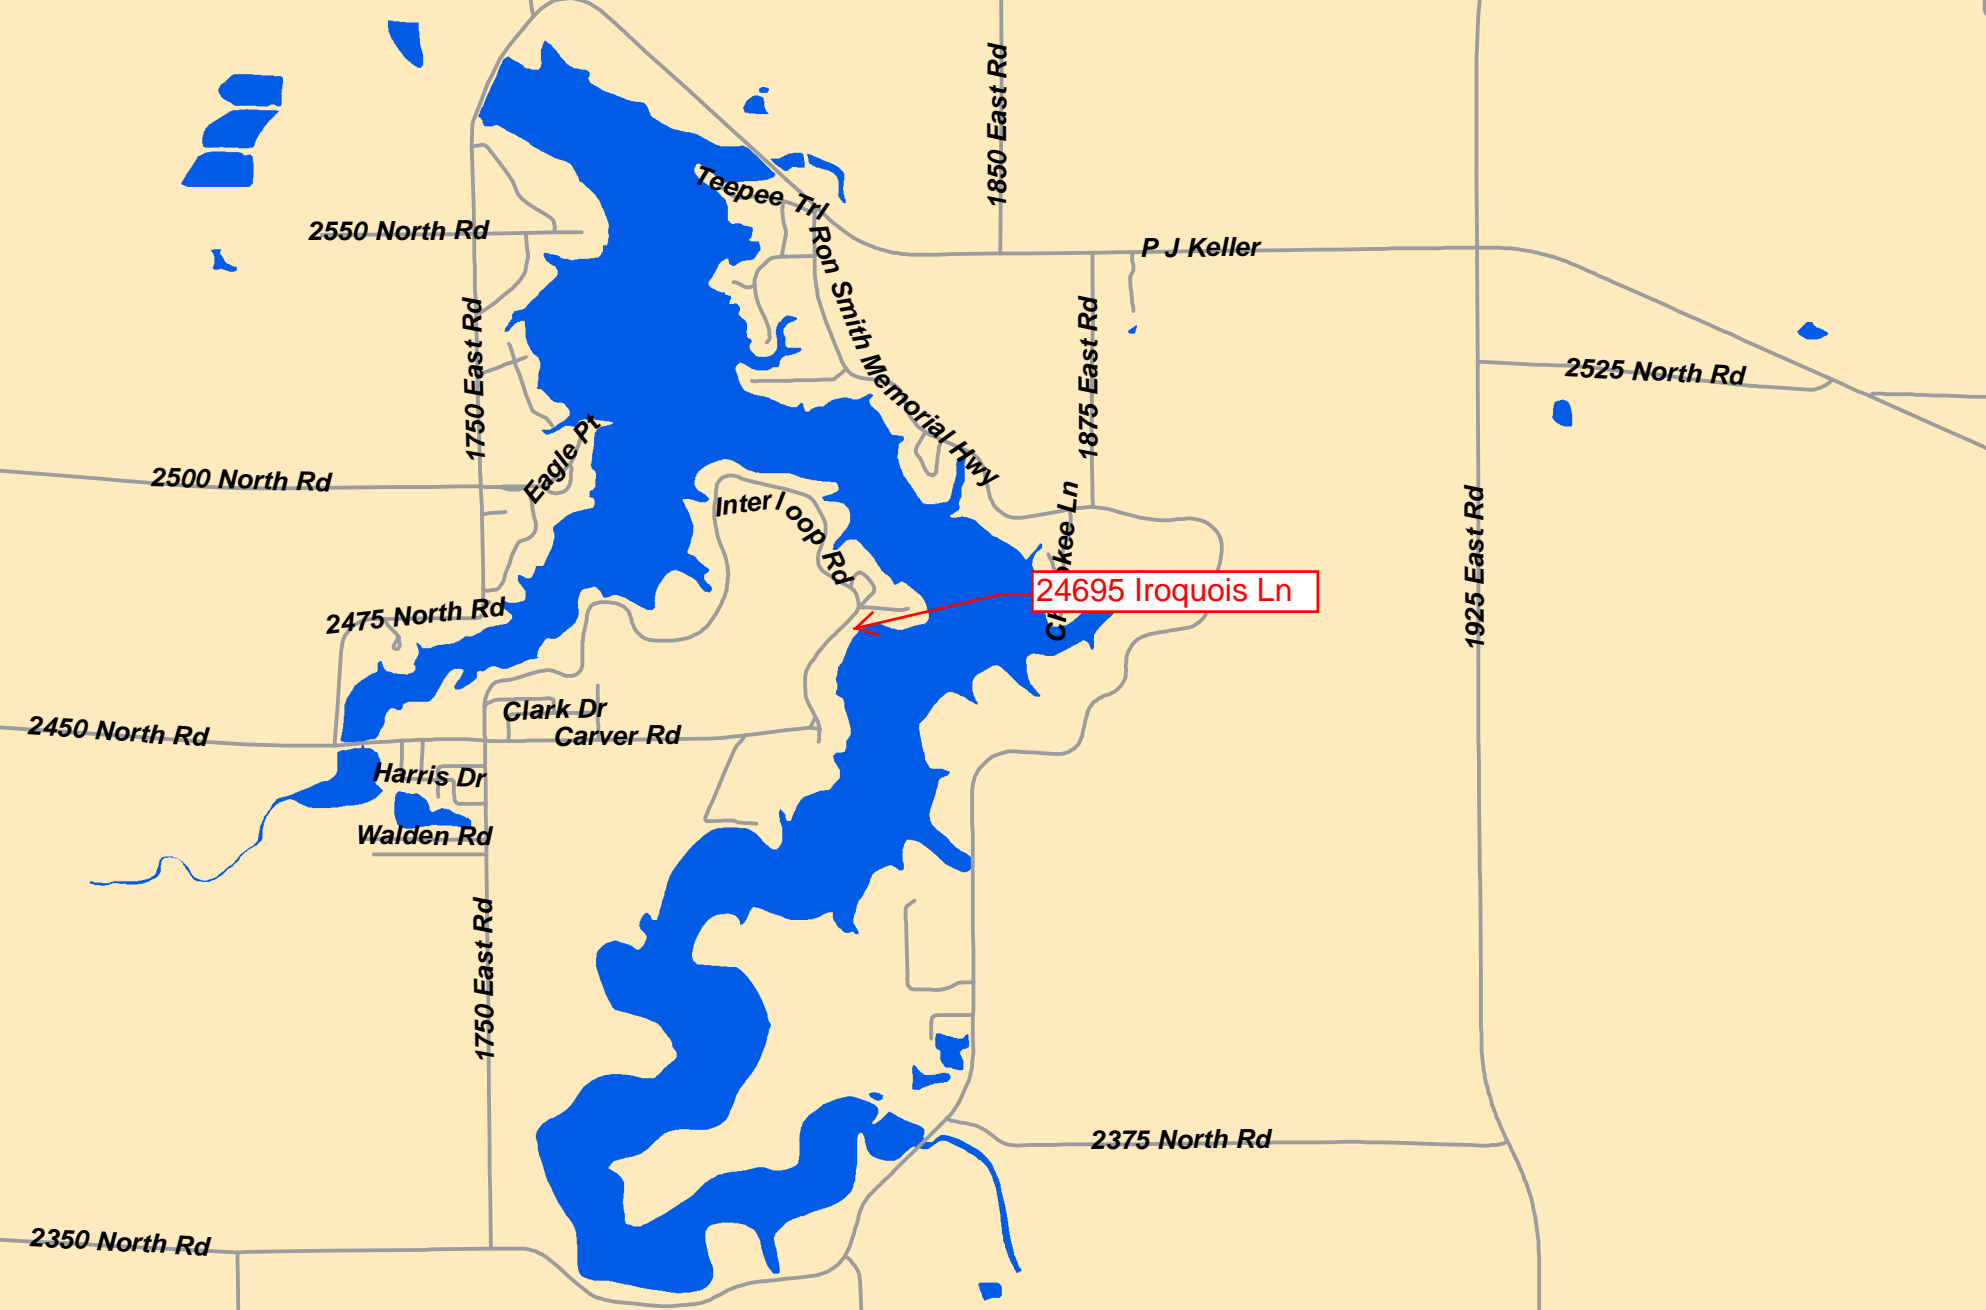 1850 East Rd
Teepee Trl
2550 North Rd
Ron Smith Memorial Hwy
P J Keller
1750 East Rd
1875 East Rd
2525 North Rd
Eagle Pt
2500 North Rd
Inter loop Rd
1925 East Rd
24695 Iroquois Ln
2475 North Rd
Clark Dr
2450 North Rd
Carver Rd
Harris Dr
Walden Rd
1750 East Rd
2375 North Rd
2350 North Rd